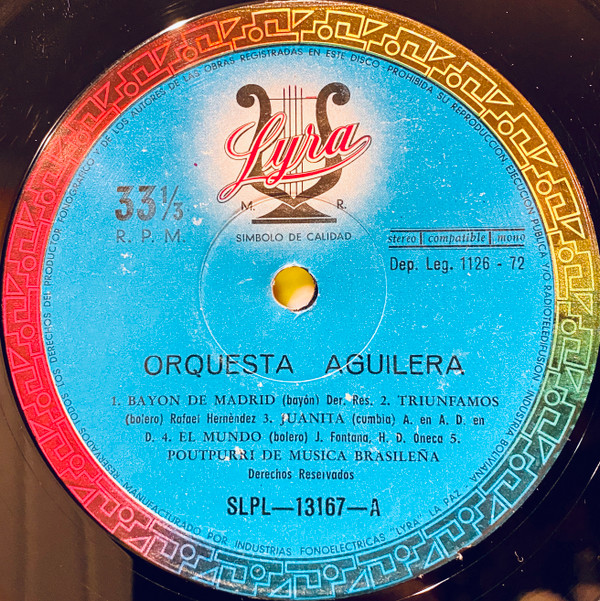 RESERVADOS TODOS LOS DERECHOS DEL PRODUCTOR FONOGRAFICO Y DE LOS AUTORES DE LAS OBRAS REGISTRADAS EN ESTE DISCO. PROHIBIDA SU REPRODUCCION EJECUCION PUBLICA Y/O RADIOTELEDIFUSION. INDUSTRIA BOLIVIANA.
Lyra
M. R.
SIMBOLO DE CALIDAD
33⅓
R. P. M.
stereo | compatible | mono
Dep. Leg. 1126 - 72
ORQUESTA AGUILERA
1. BAYON DE MADRID (bayón) Der. Res. 2. TRIUNFAMOS
(bolero) Rafael Hernéndez 3. JUANITA (cumbia) A. en A. D. en
D. 4. EL MUNDO (bolero) J. Fontana, H. D. Oneca 5.
POUTPURRI DE MUSICA BRASILEÑA
Derechos Reservados
SLPL—13167—A
MANUFACTURADO POR INDUSTRIAS FONOELECTRICAS "LYRA" LA PAZ